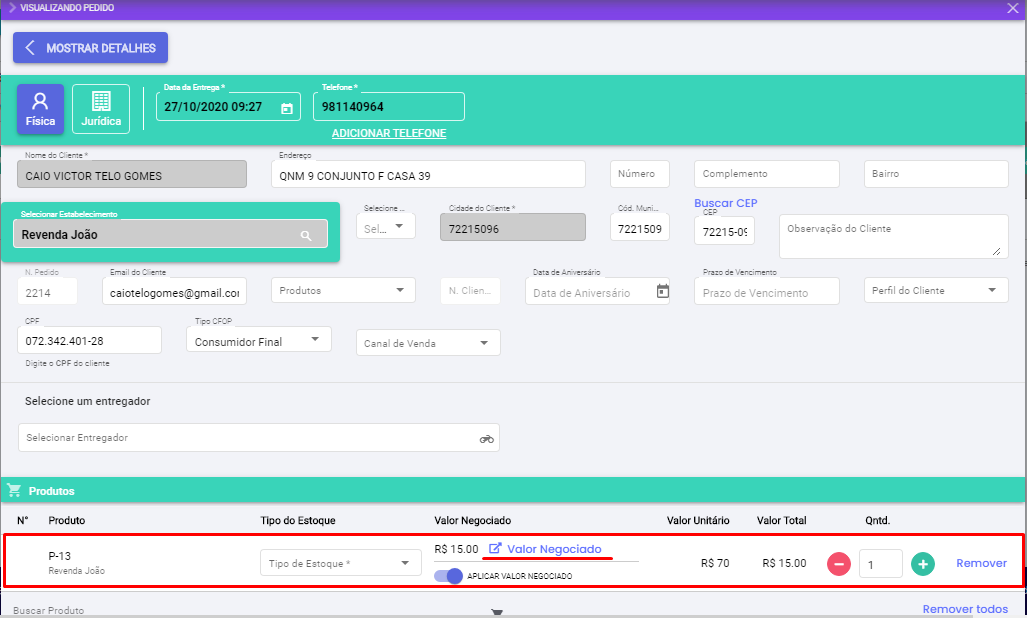 VISUALIZANDO PEDIDO
MOSTRAR DETALHES
Física
Jurídica
Data da Entrega *
27/10/2020 09:27
Telefone *
981140964
ADICIONAR TELEFONE
Nome do Cliente *
CAIO VICTOR TELO GOMES
Endereço
QNM 9 CONJUNTO F CASA 39
Número
Complemento
Bairro
Selecionar Estabelecimento
Revenda João
Selecione ...
Sel...
Cidade do Cliente *
72215096
Cód. Muni...
7221509
Buscar CEP
CEP
72215-09
Observação do Cliente
N. Pedido
2214
Email do Cliente
caiotelogomes@gmail.com
Produtos
N. Clien...
Data de Aniversário
Data de Aniversário
Prazo de Vencimento
Prazo de Vencimento
Perfil do Cliente
CPF
072.342.401-28
Digite o CPF do cliente
Tipo CFOP
Consumidor Final
Canal de Venda
Selecione um entregador
Selecionar Entregador
Produtos
N° Produto Tipo do Estoque Valor Negociado Valor Unitário Valor Total Qntd.
P-13
Revenda João
Tipo de Estoque *
R$ 15.00 Valor Negociado
APLICAR VALOR NEGOCIADO
R$ 70
R$ 15.00
1
Remover
Buscar Produto
Remover todos